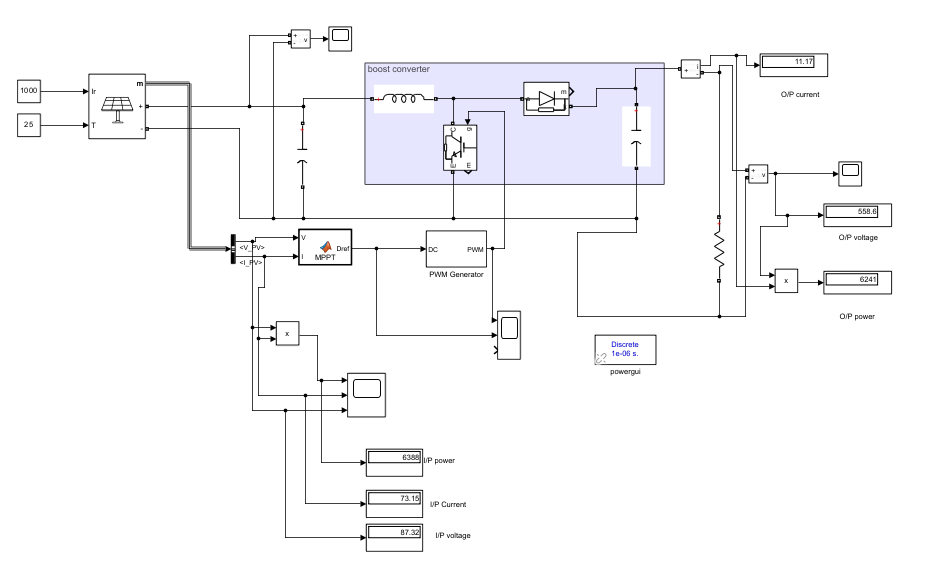 +
-
v
boost converter
1000
Ir
m
+
-
25
T
+
i
-
11.17
O/P current
a
m
k
C
g
E
+
-
v
558.6
O/P voltage
x
6241
O/P power
<V_PV>
<I_PV>
V
I
MPPT
Dref
DC
PWM
PWM Generator
x
Discrete
1e-06 s.
powergui
6388
I/P power
73.15
I/P Current
87.32
I/P voltage